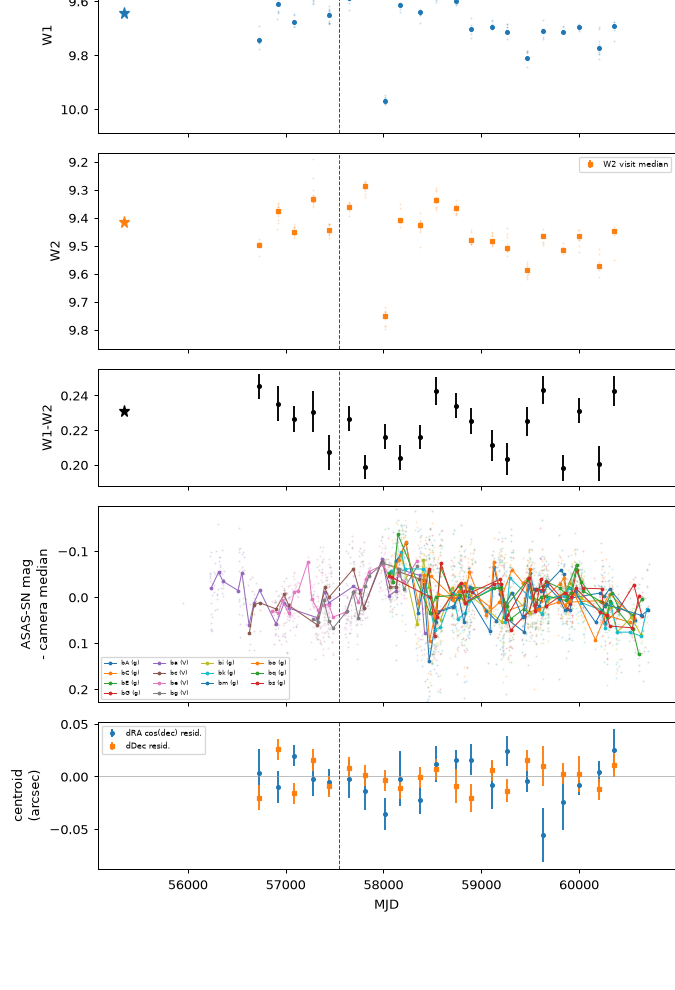 9.6
9.8
10.0
W1
9.2
9.3
9.4
9.5
9.6
9.7
9.8
W2
W2 visit median
0.24
0.22
0.20
W1-W2
−0.1
0.0
0.1
0.2
ASAS-SN mag
- camera median
bA (g) ba (V) bi (g) bo (g)
bC (g) bc (V) bk (g) bq (g)
bE (g) be (V) bm (g) bs (g)
bG (g) bg (V)
0.05
0.00
−0.05
centroid
(arcsec)
dRA cos(dec) resid.
dDec resid.
56000 57000 58000 59000 60000
MJD